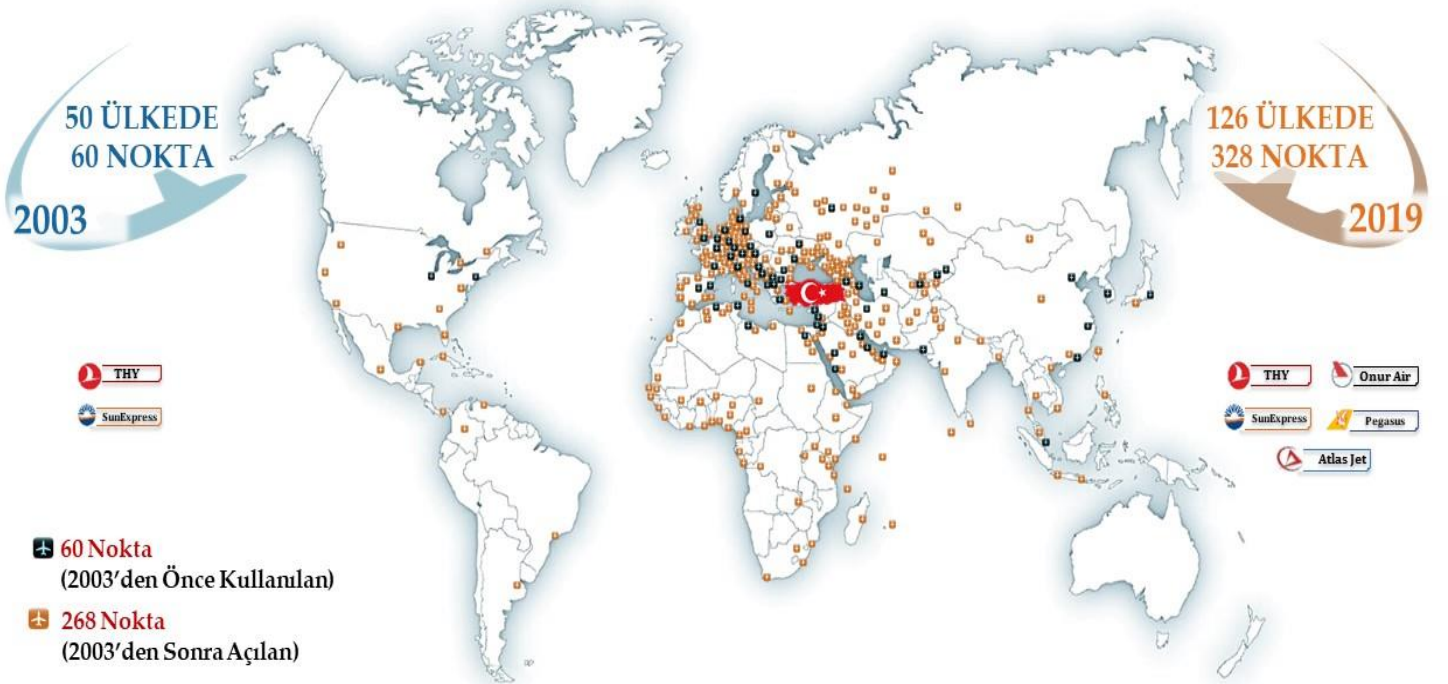 50 ÜLKEDE
60 NOKTA
2003
126 ÜLKEDE
328 NOKTA
2019
THY
SunExpress
THY
Onur Air
SunExpress
Pegasus
Atlas Jet
60 Nokta
(2003'den Önce Kullanılan)
268 Nokta
(2003'den Sonra Açılan)